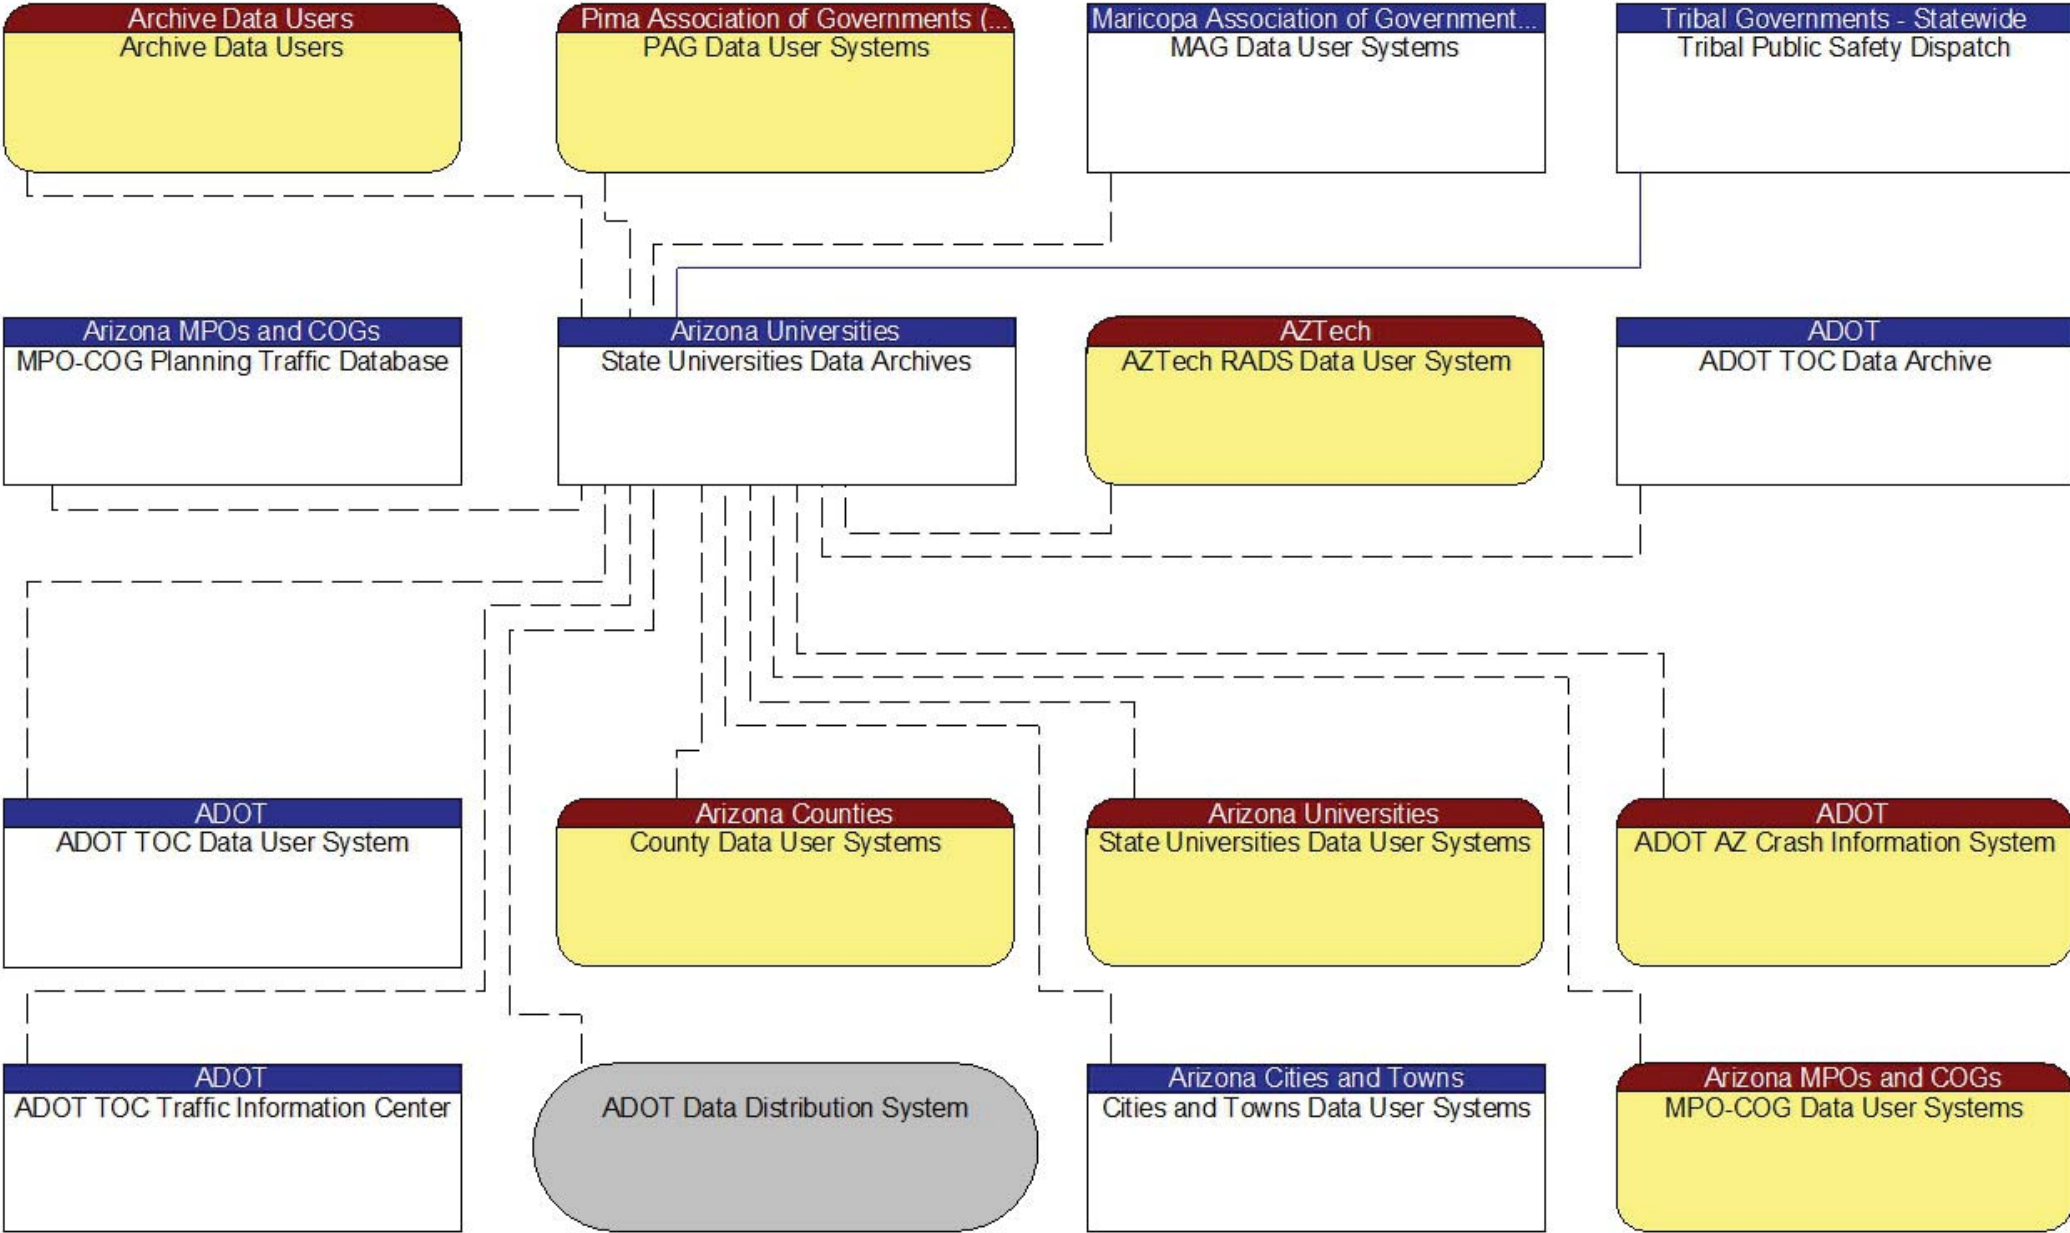 Archive Data Users
Archive Data Users
Pima Association of Governments (...
PAG Data User Systems
Maricopa Association of Government...
MAG Data User Systems
Tribal Governments - Statewide
Tribal Public Safety Dispatch
Arizona MPOs and COGs
MPO-COG Planning Traffic Database
Arizona Universities
State Universities Data Archives
AZTech
AZTech RADS Data User System
ADOT
ADOT TOC Data Archive
ADOT
ADOT TOC Data User System
Arizona Counties
County Data User Systems
Arizona Universities
State Universities Data User Systems
ADOT
ADOT AZ Crash Information System
ADOT
ADOT TOC Traffic Information Center
ADOT Data Distribution System
Arizona Cities and Towns
Cities and Towns Data User Systems
Arizona MPOs and COGs
MPO-COG Data User Systems